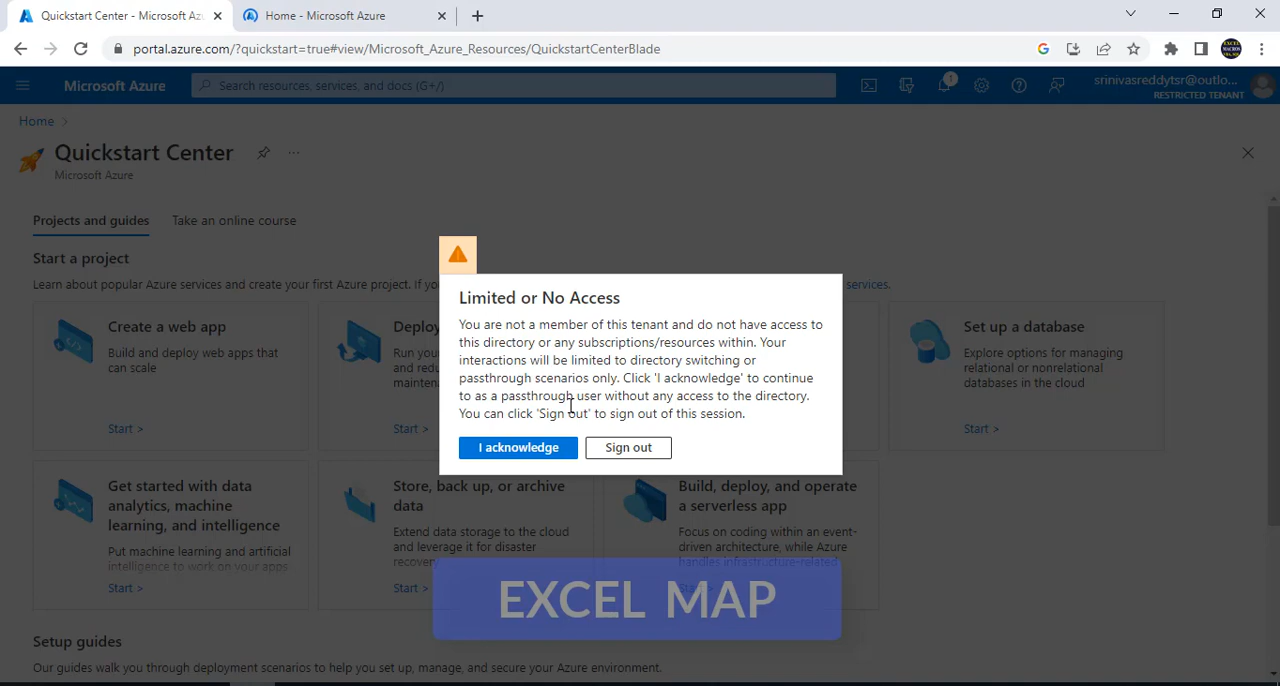 Quickstart Center - Microsoft Az
Home - Microsoft Azure
portal.azure.com/?quickstart=true#view/Microsoft_Azure_Resources/QuickstartCenterBlade
Microsoft Azure
Search resources, services, and docs (G+/)
1
srinivasreddytsr@outlo...
RESTRICTED TENANT
Home >
Quickstart Center
Microsoft Azure
Projects and guides
Take an online course
Start a project
Learn about popular Azure services and create your first Azure project. If you
services.
Create a web app
Build and deploy web apps that
can scale
Start >
Deploy
Run your
and redu
mainten
Start >
Set up a database
Explore options for managing
relational or nonrelational
databases in the cloud
Start >
Limited or No Access
You are not a member of this tenant and do not have access to
this directory or any subscriptions/resources within. Your
interactions will be limited to directory switching or
passthrough scenarios only. Click 'I acknowledge' to continue
to as a passthrough user without any access to the directory.
You can click 'Sign out' to sign out of this session.
I acknowledge
Sign out
Get started with data
analytics, machine
learning, and intelligence
Put machine learning and artificial
intelligence to work on your apps
Start >
Store, back up, or archive
data
Extend data storage to the cloud
and leverage it for disaster
recovery
Start >
Build, deploy, and operate
a serverless app
Focus on coding within an event-
driven architecture, while Azure
handles infrastructure-related
EXCEL MAP
Setup guides
Our guides walk you through deployment scenarios to help you set up, manage, and secure your Azure environment.